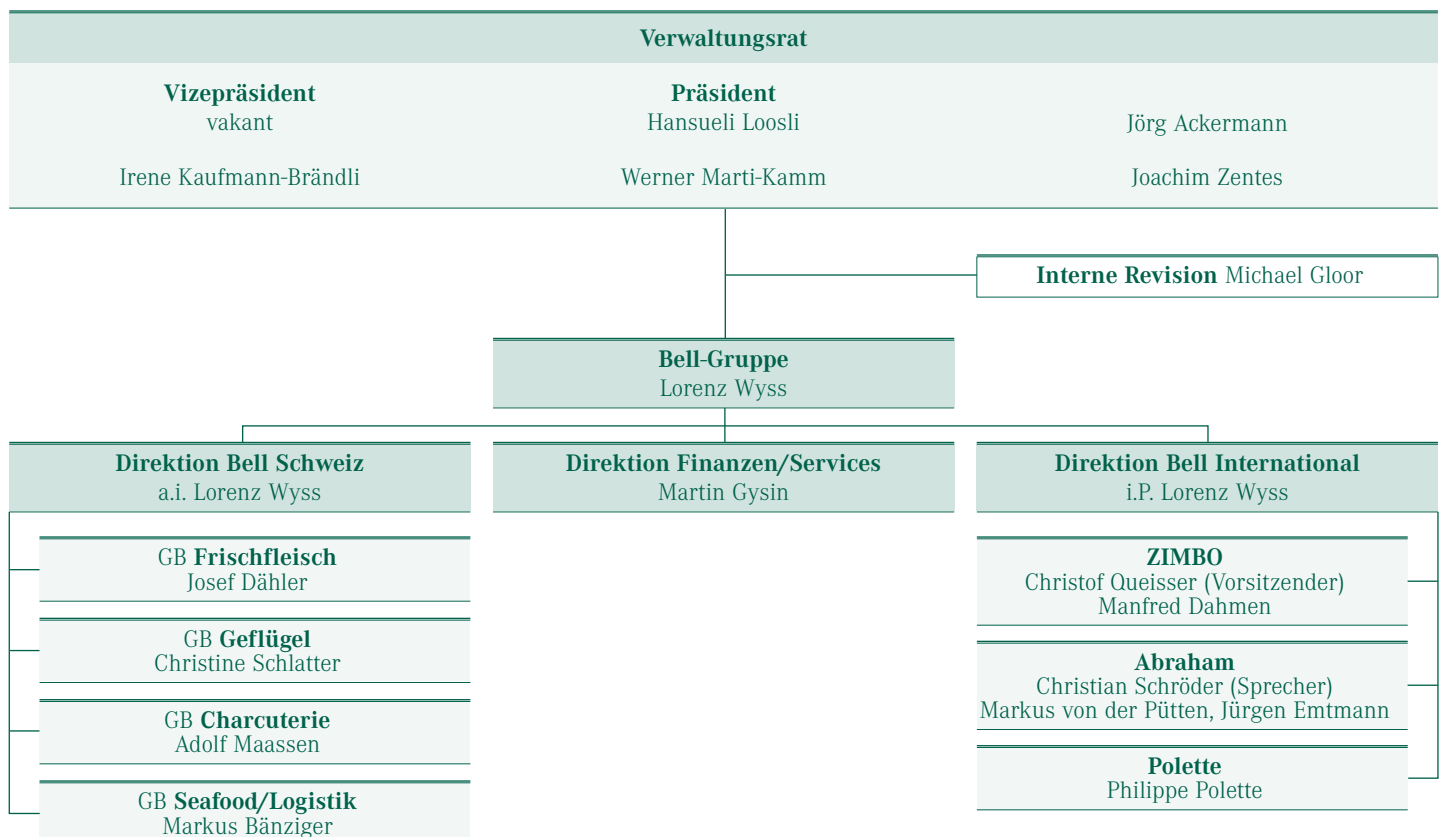 Verwaltungsrat
Vizepräsident
vakant
Präsident
Hansueli Loosli
Jörg Ackermann
Irene Kaufmann-Brändli
Werner Marti-Kamm
Joachim Zentes
Interne Revision Michael Gloor
Bell-Gruppe
Lorenz Wyss
Direktion Bell Schweiz
a.i. Lorenz Wyss
Direktion Finanzen/Services
Martin Gysin
Direktion Bell International
i.P. Lorenz Wyss
GB Frischfleisch
Josef Dähler
GB Geflügel
Christine Schlatter
GB Charcuterie
Adolf Maassen
GB Seafood/Logistik
Markus Bänziger
ZIMBO
Christof Queisser (Vorsitzender)
Manfred Dahmen
Abraham
Christian Schröder (Sprecher)
Markus von der Pütten, Jürgen Emtmann
Polette
Philippe Polette